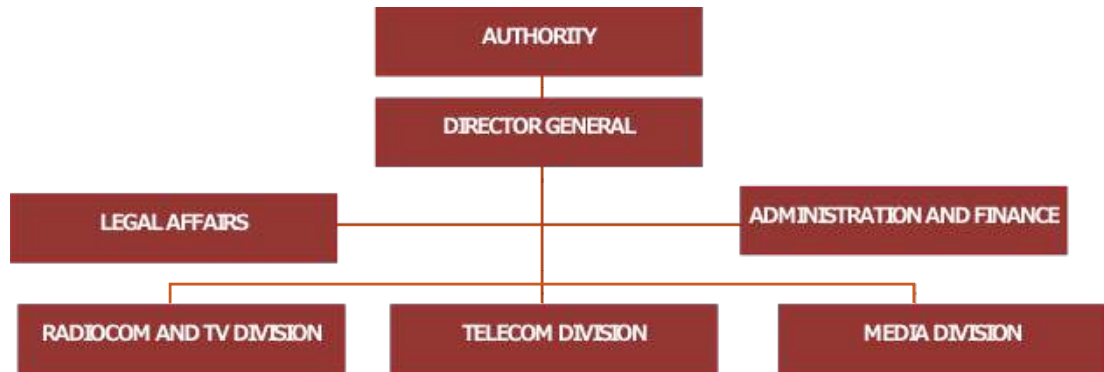 AUTHORITY
DIRECTOR GENERAL
LEGAL AFFAIRS
ADMINISTRATION AND FINANCE
RADIOCOM AND TV DIVISION
TELECOM DIVISION
MEDIA DIVISION